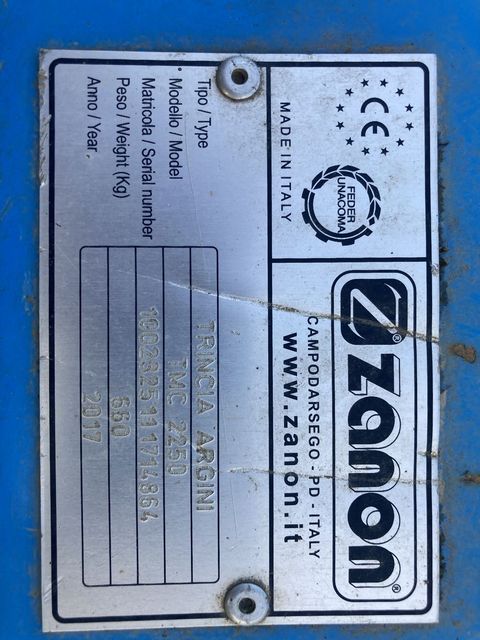 CE
FEDER
UNACOMA
MADE IN ITALY
Z® zanon®
CAMPODARSEGO - PD - ITALY
www.zanon.it
Tipo / Type TRINCIA ARGINI
Modello / Model TMC 2250
Matricola / Serial number
Peso / Weight (Kg) 660
Anno / Year 2017